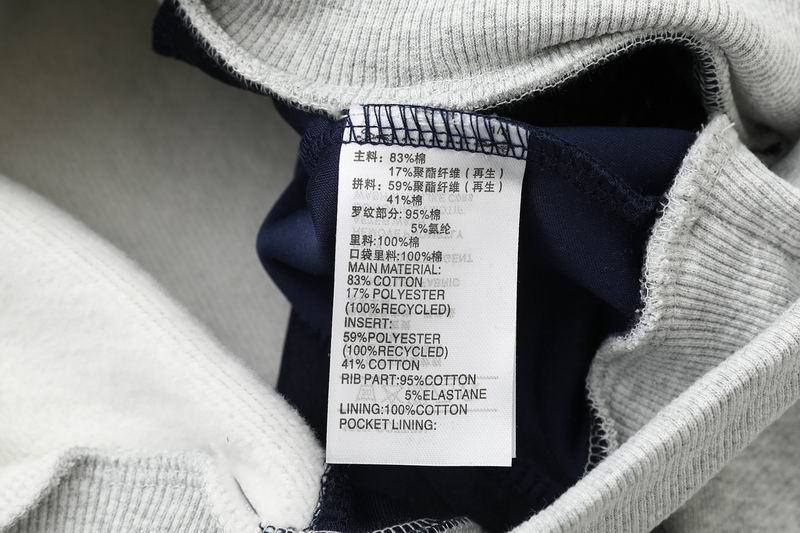 主料：83%棉
17%聚酯纤维（再生）
拼料：59%聚酯纤维（再生）
41%棉
罗纹部分: 95%棉
5%氨纶
里料:100%棉
口袋里料:100%棉
MAIN MATERIAL:
83% COTTON
17% POLYESTER
(100%RECYCLED)
INSERT:
59%POLYESTER
(100%RECYCLED)
41% COTTON
RIB PART:95%COTTON
5%ELASTANE
LINING:100%COTTON
POCKET LINING: